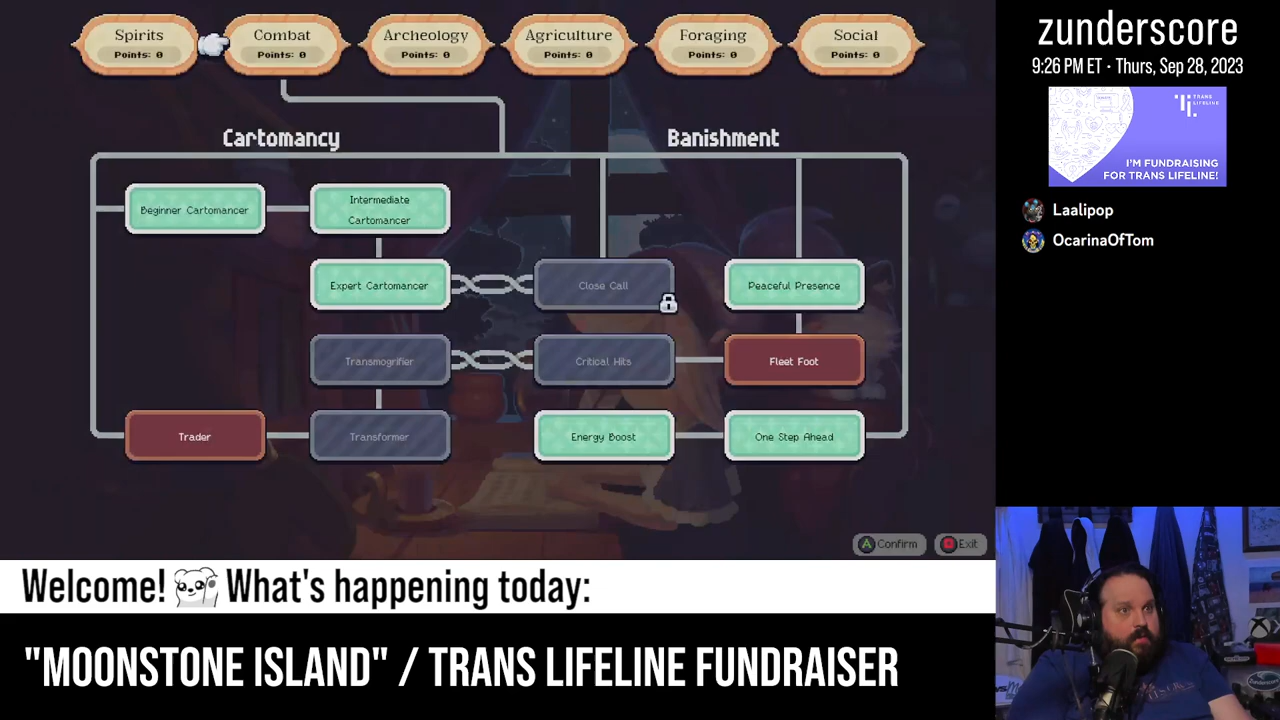 Spirits
Points: 0
Combat
Points: 0
Archeology
Points: 0
Agriculture
Points: 0
Foraging
Points: 0
Social
Points: 0
Cartomancy
Banishment
Beginner Cartomancer
Intermediate
Cartomancer
Expert Cartomancer
Close Call
Peaceful Presence
Transmogrifier
Critical Hits
Fleet Foot
Trader
Transformer
Energy Boost
One Step Ahead
A Confirm
Exit
zunderscore
9:26 PM ET · Thurs, Sep 28, 2023
TRANS
LIFELINE
I'M FUNDRAISING
FOR TRANS LIFELINE!
Laalipop
OcarinaOfTom
Welcome! What's happening today:
"MOONSTONE ISLAND" / TRANS LIFELINE FUNDRAISER